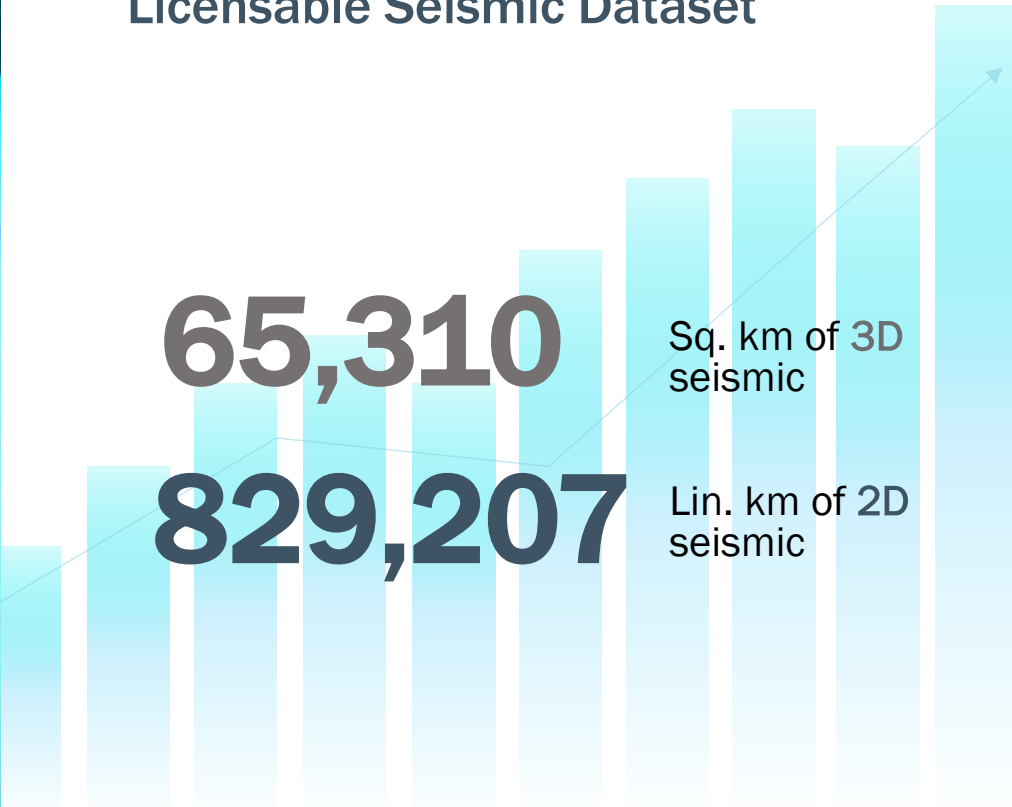 Licensable Seismic Dataset
65,310
Sq. km of 3D
seismic
829,207
Lin. km of 2D
seismic